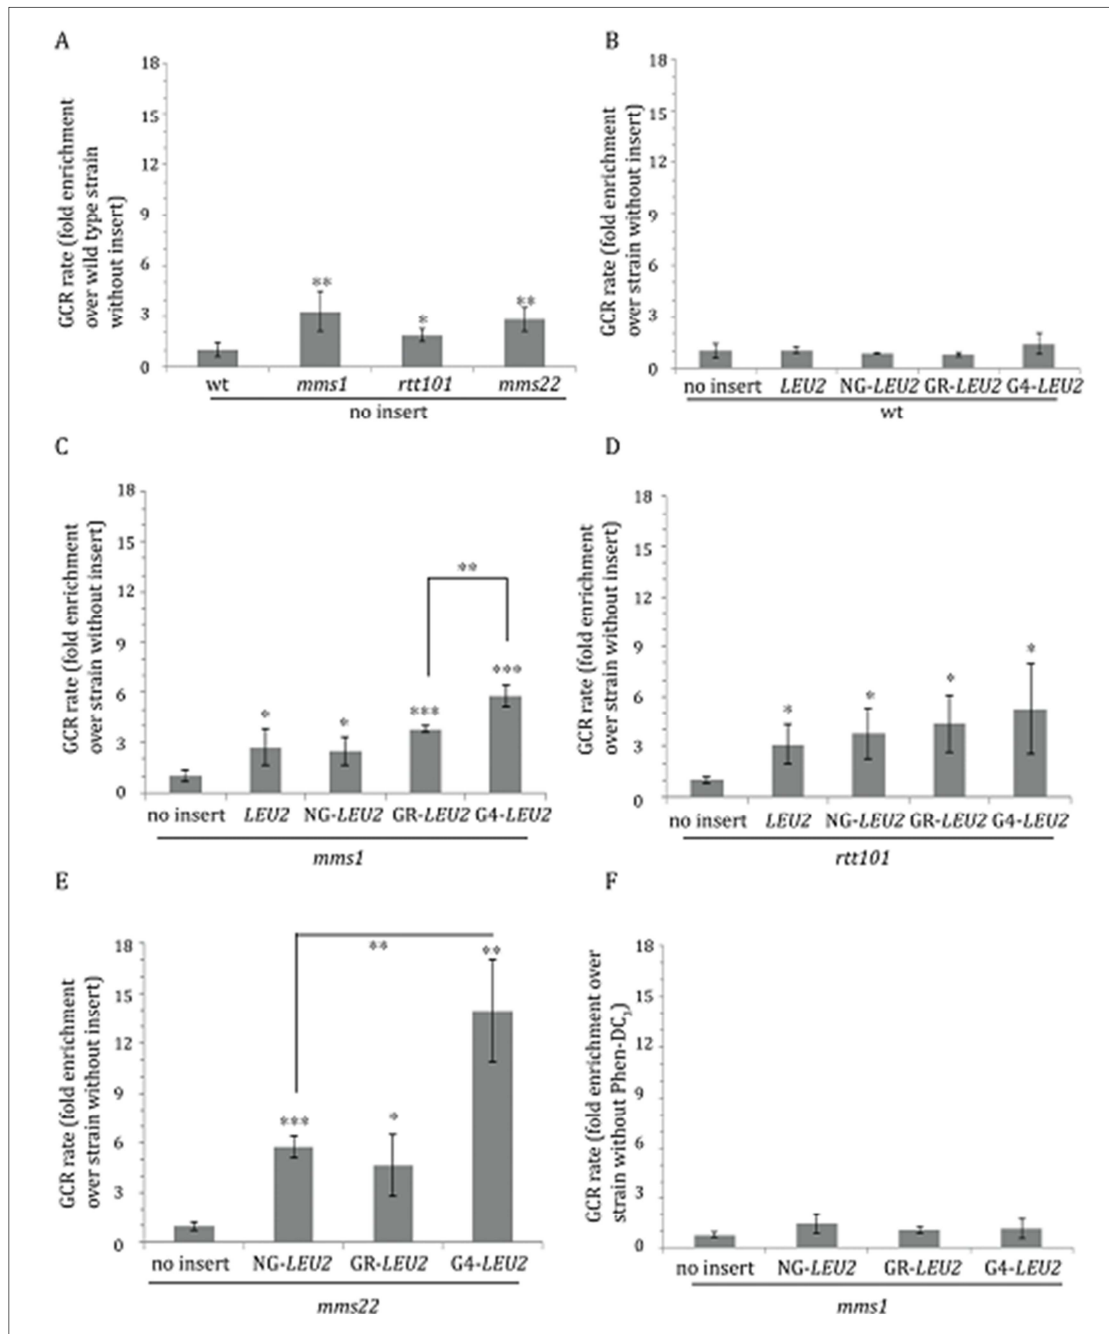 A
GCR rate (fold enrichment
over wild type strain
without insert)
18
15
12
9
6
3
0
**
*
**
wt mms1 rtt101 mms22
no insert
B
GCR rate (fold enrichment
over strain without insert)
18
15
12
9
6
3
0
no insert LEU2 NG-LEU2 GR-LEU2 G4-LEU2
wt
C
GCR rate (fold enrichment
over strain without insert)
18
15
12
9
6
3
0
**
* * *** ***
no insert LEU2 NG-LEU2 GR-LEU2 G4-LEU2
mms1
D
GCR rate (fold enrichment
over strain without insert)
18
15
12
9
6
3
0
* * * *
no insert LEU2 NG-LEU2 GR-LEU2 G4-LEU2
rtt101
E
GCR rate (fold enrichment
over strain without insert)
18
15
12
9
6
3
0
**
*** * **
no insert NG-LEU2 GR-LEU2 G4-LEU2
mms22
F
GCR rate (fold enrichment over
strain without Phen-DC₃)
18
15
12
9
6
3
0
no insert NG-LEU2 GR-LEU2 G4-LEU2
mms1